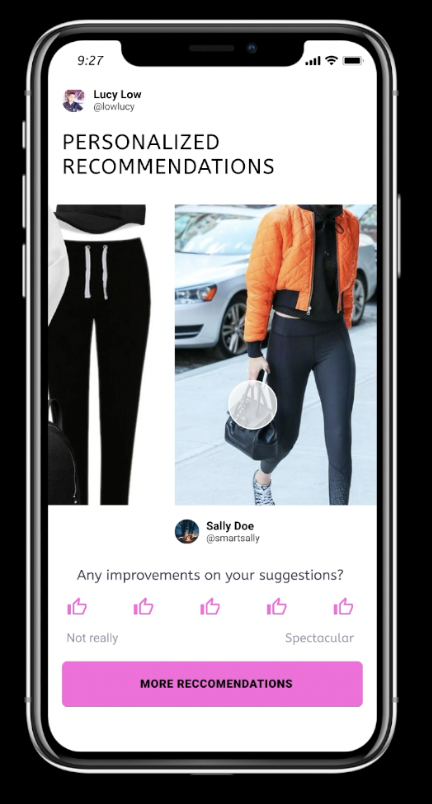 9:27
Lucy Low
@lowlucy
PERSONALIZED
RECOMMENDATIONS
Sally Doe
@smartsally
Any improvements on your suggestions?
Not really
Spectacular
MORE RECCOMENDATIONS